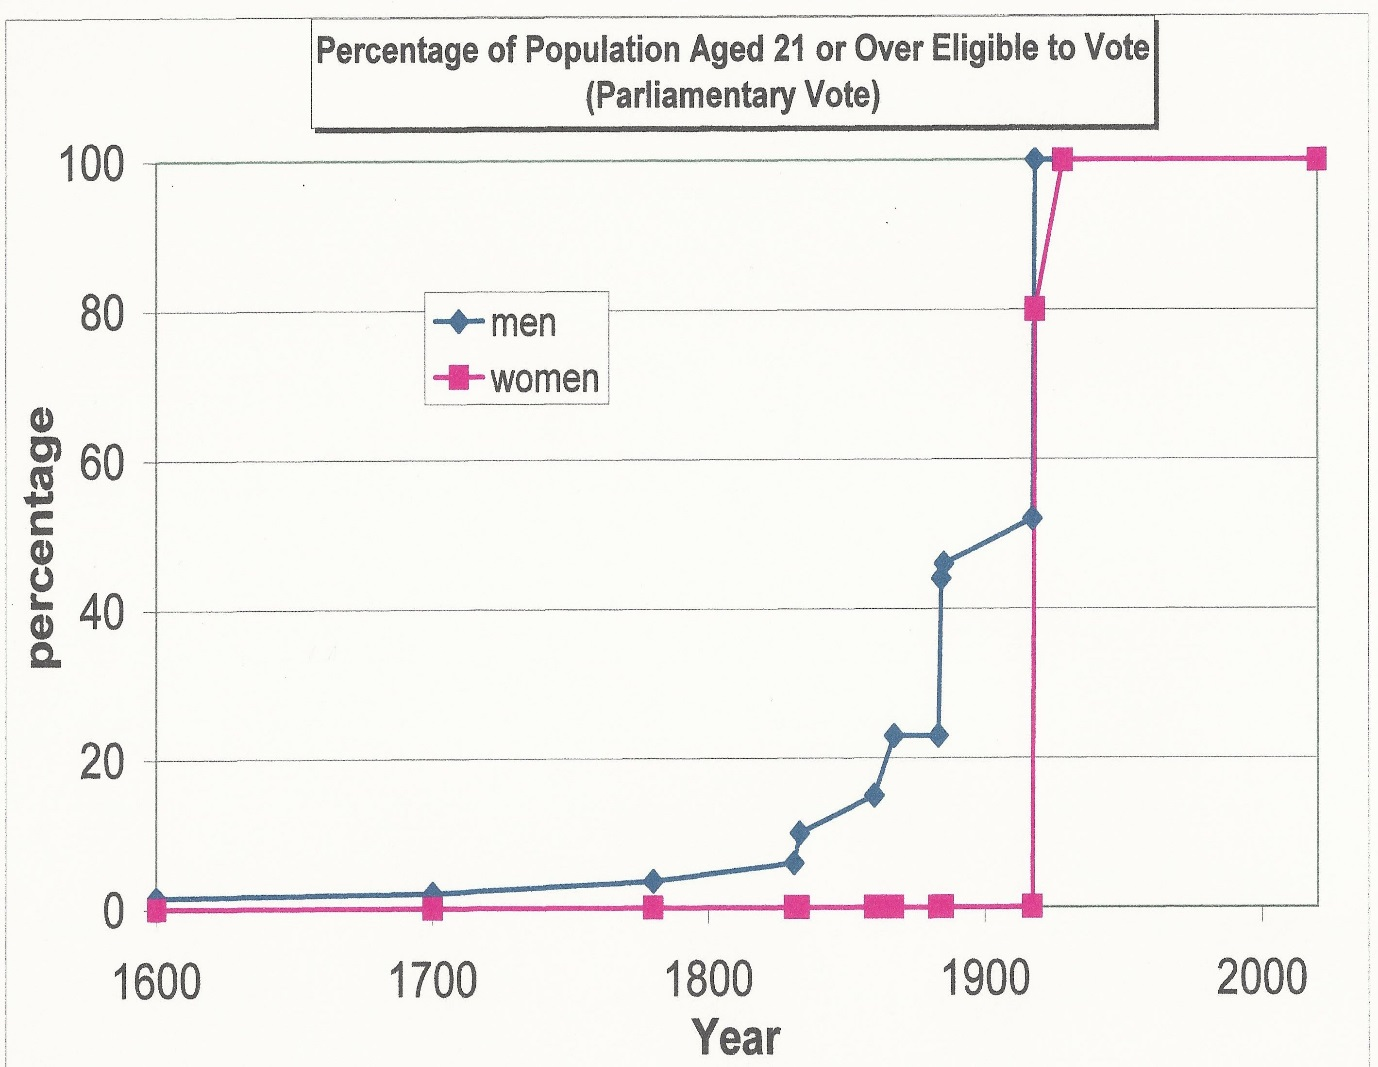 Percentage of Population Aged 21 or Over Eligible to Vote
(Parliamentary Vote)
100
80
60
40
20
0
percentage
men
women
1600 1700 1800 1900 2000
Year